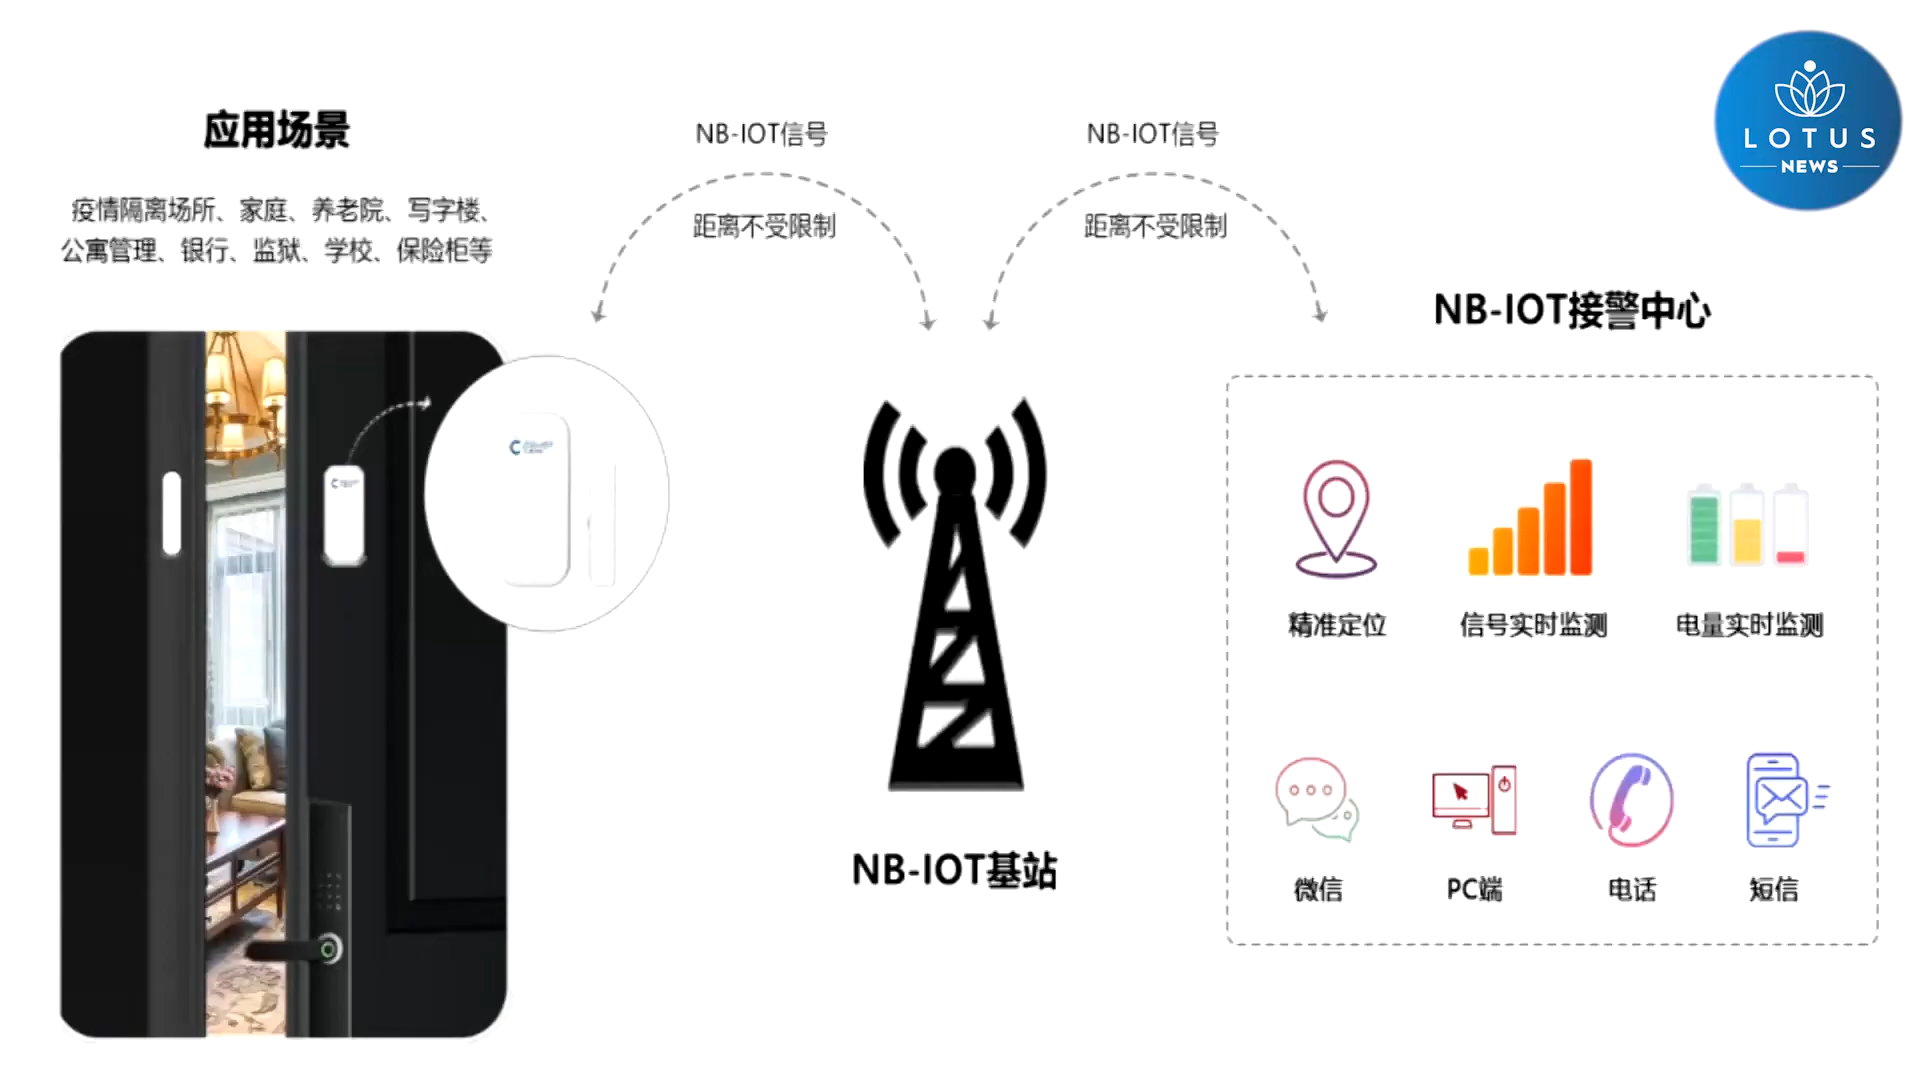 应用场景
疫情隔离场所、家庭、养老院、写字楼、
公寓管理、银行、监狱、学校、保险柜等
NB-IOT信号
距离不受限制
NB-IOT信号
距离不受限制
LOTUS
NEWS
NB-IOT基站
NB-IOT接警中心
精准定位
信号实时监测
电量实时监测
微信
PC端
电话
短信